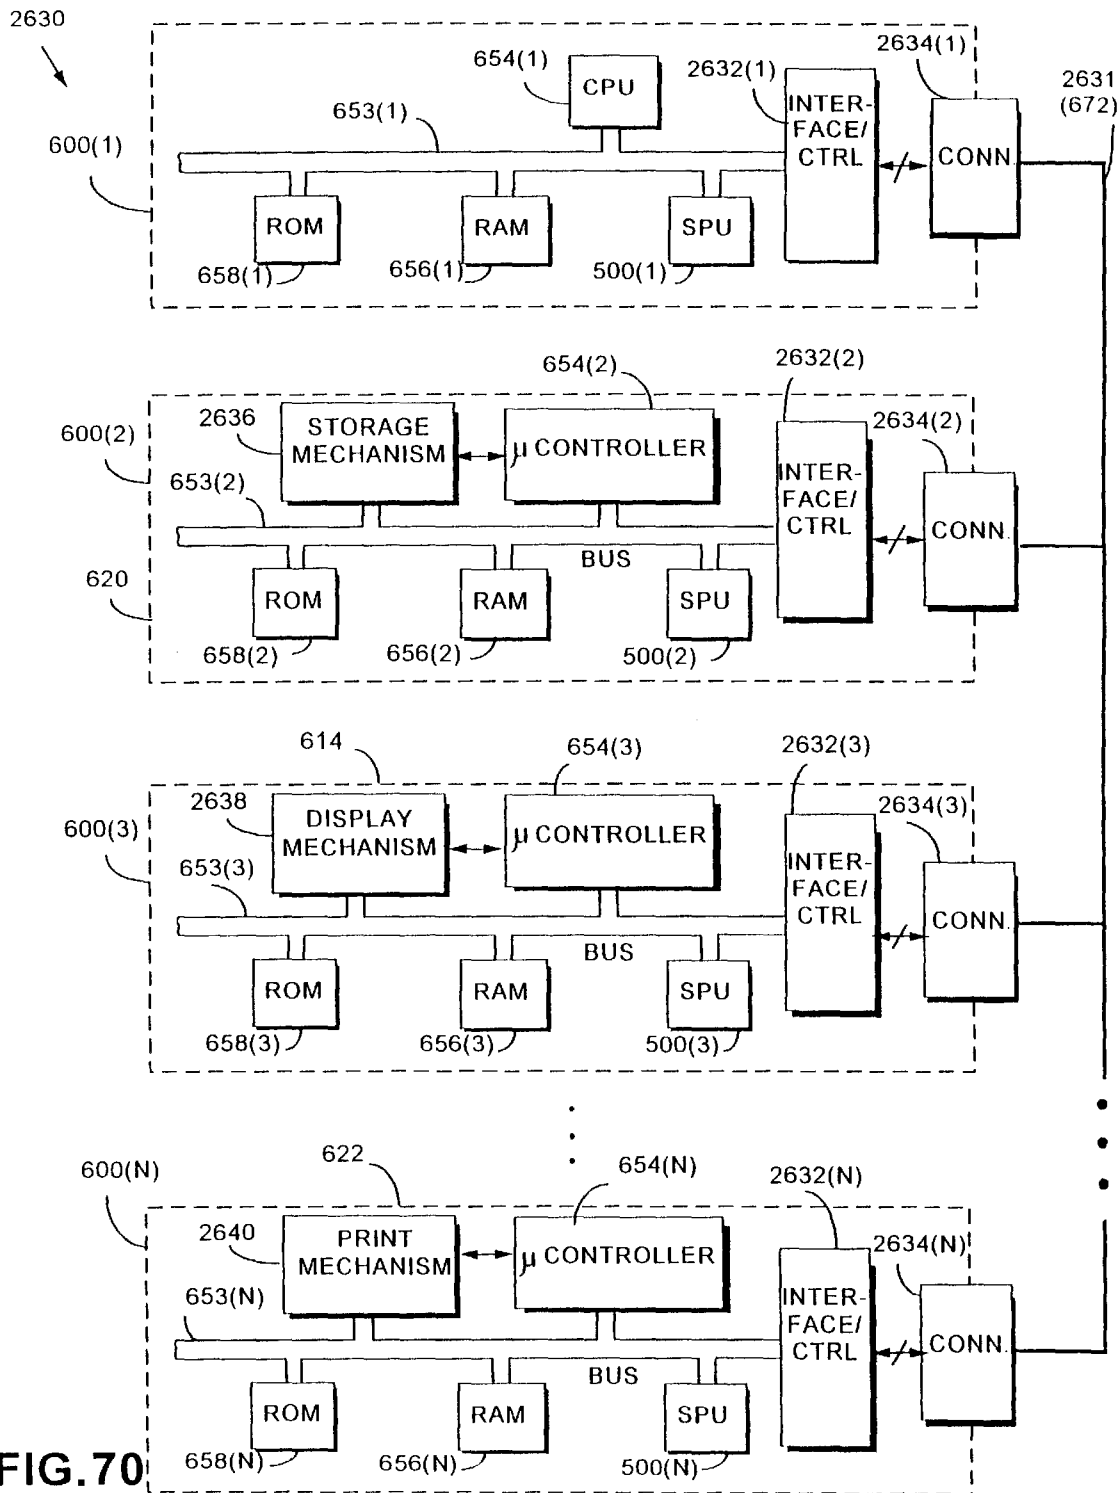 2630
600(1)
654(1)
CPU
2632(1)
INTER-
FACE/
CTRL
2634(1)
CONN.
2631
(672)
653(1)
ROM
RAM
SPU
658(1)
656(1)
500(1)
654(2)
2632(2)
600(2)
2636
STORAGE
MECHANISM
µ CONTROLLER
2634(2)
INTER-
FACE/
CTRL
CONN.
653(2)
BUS
620
ROM
RAM
SPU
658(2)
656(2)
500(2)
614
654(3)
2632(3)
600(3)
2638
DISPLAY
MECHANISM
µ CONTROLLER
2634(3)
INTER-
FACE/
CTRL
CONN.
653(3)
BUS
ROM
RAM
SPU
658(3)
656(3)
500(3)
600(N)
622
654(N)
2632(N)
2640
PRINT
MECHANISM
µ CONTROLLER
2634(N)
INTER-
FACE/
CTRL
CONN.
653(N)
BUS
ROM
RAM
SPU
658(N)
656(N)
500(N)
FIG.70